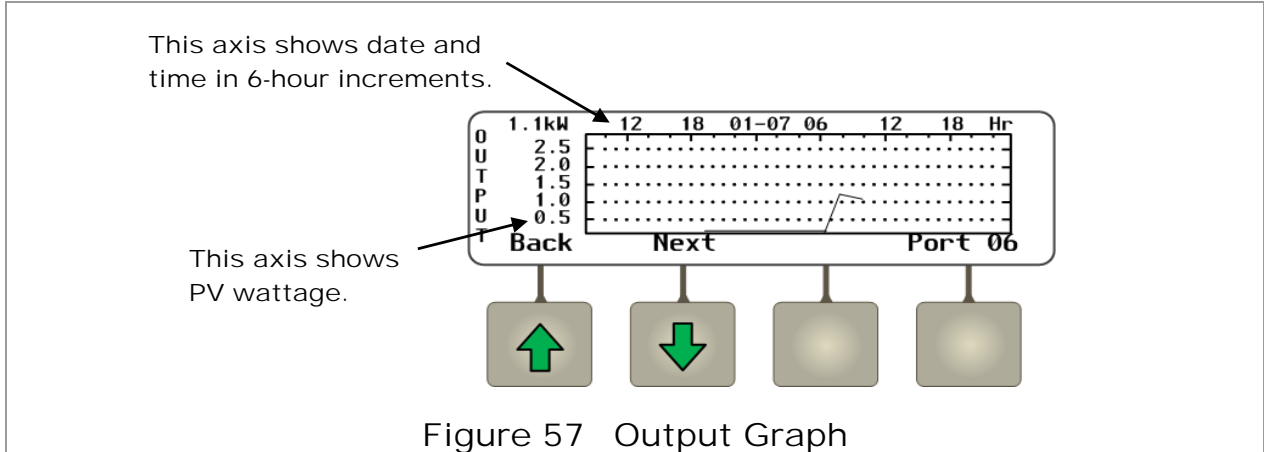 This axis shows date and
time in 6-hour increments.
1.1kW 12 18 01-07 06 12 18 Hr
OUTPUT
2.5
2.0
1.5
1.0
0.5
Back Next Port 06
This axis shows
PV wattage.
Figure 57 Output Graph